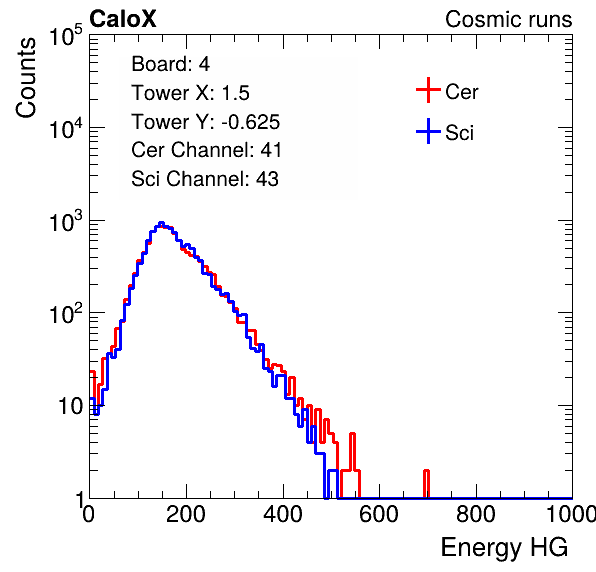 CaloX Cosmic runs
Counts
10^5
10^4
10^3
10^2
10
1
Board: 4
Tower X: 1.5
Tower Y: -0.625
Cer Channel: 41
Sci Channel: 43
Cer
Sci
0 200 400 600 800 1000
Energy HG